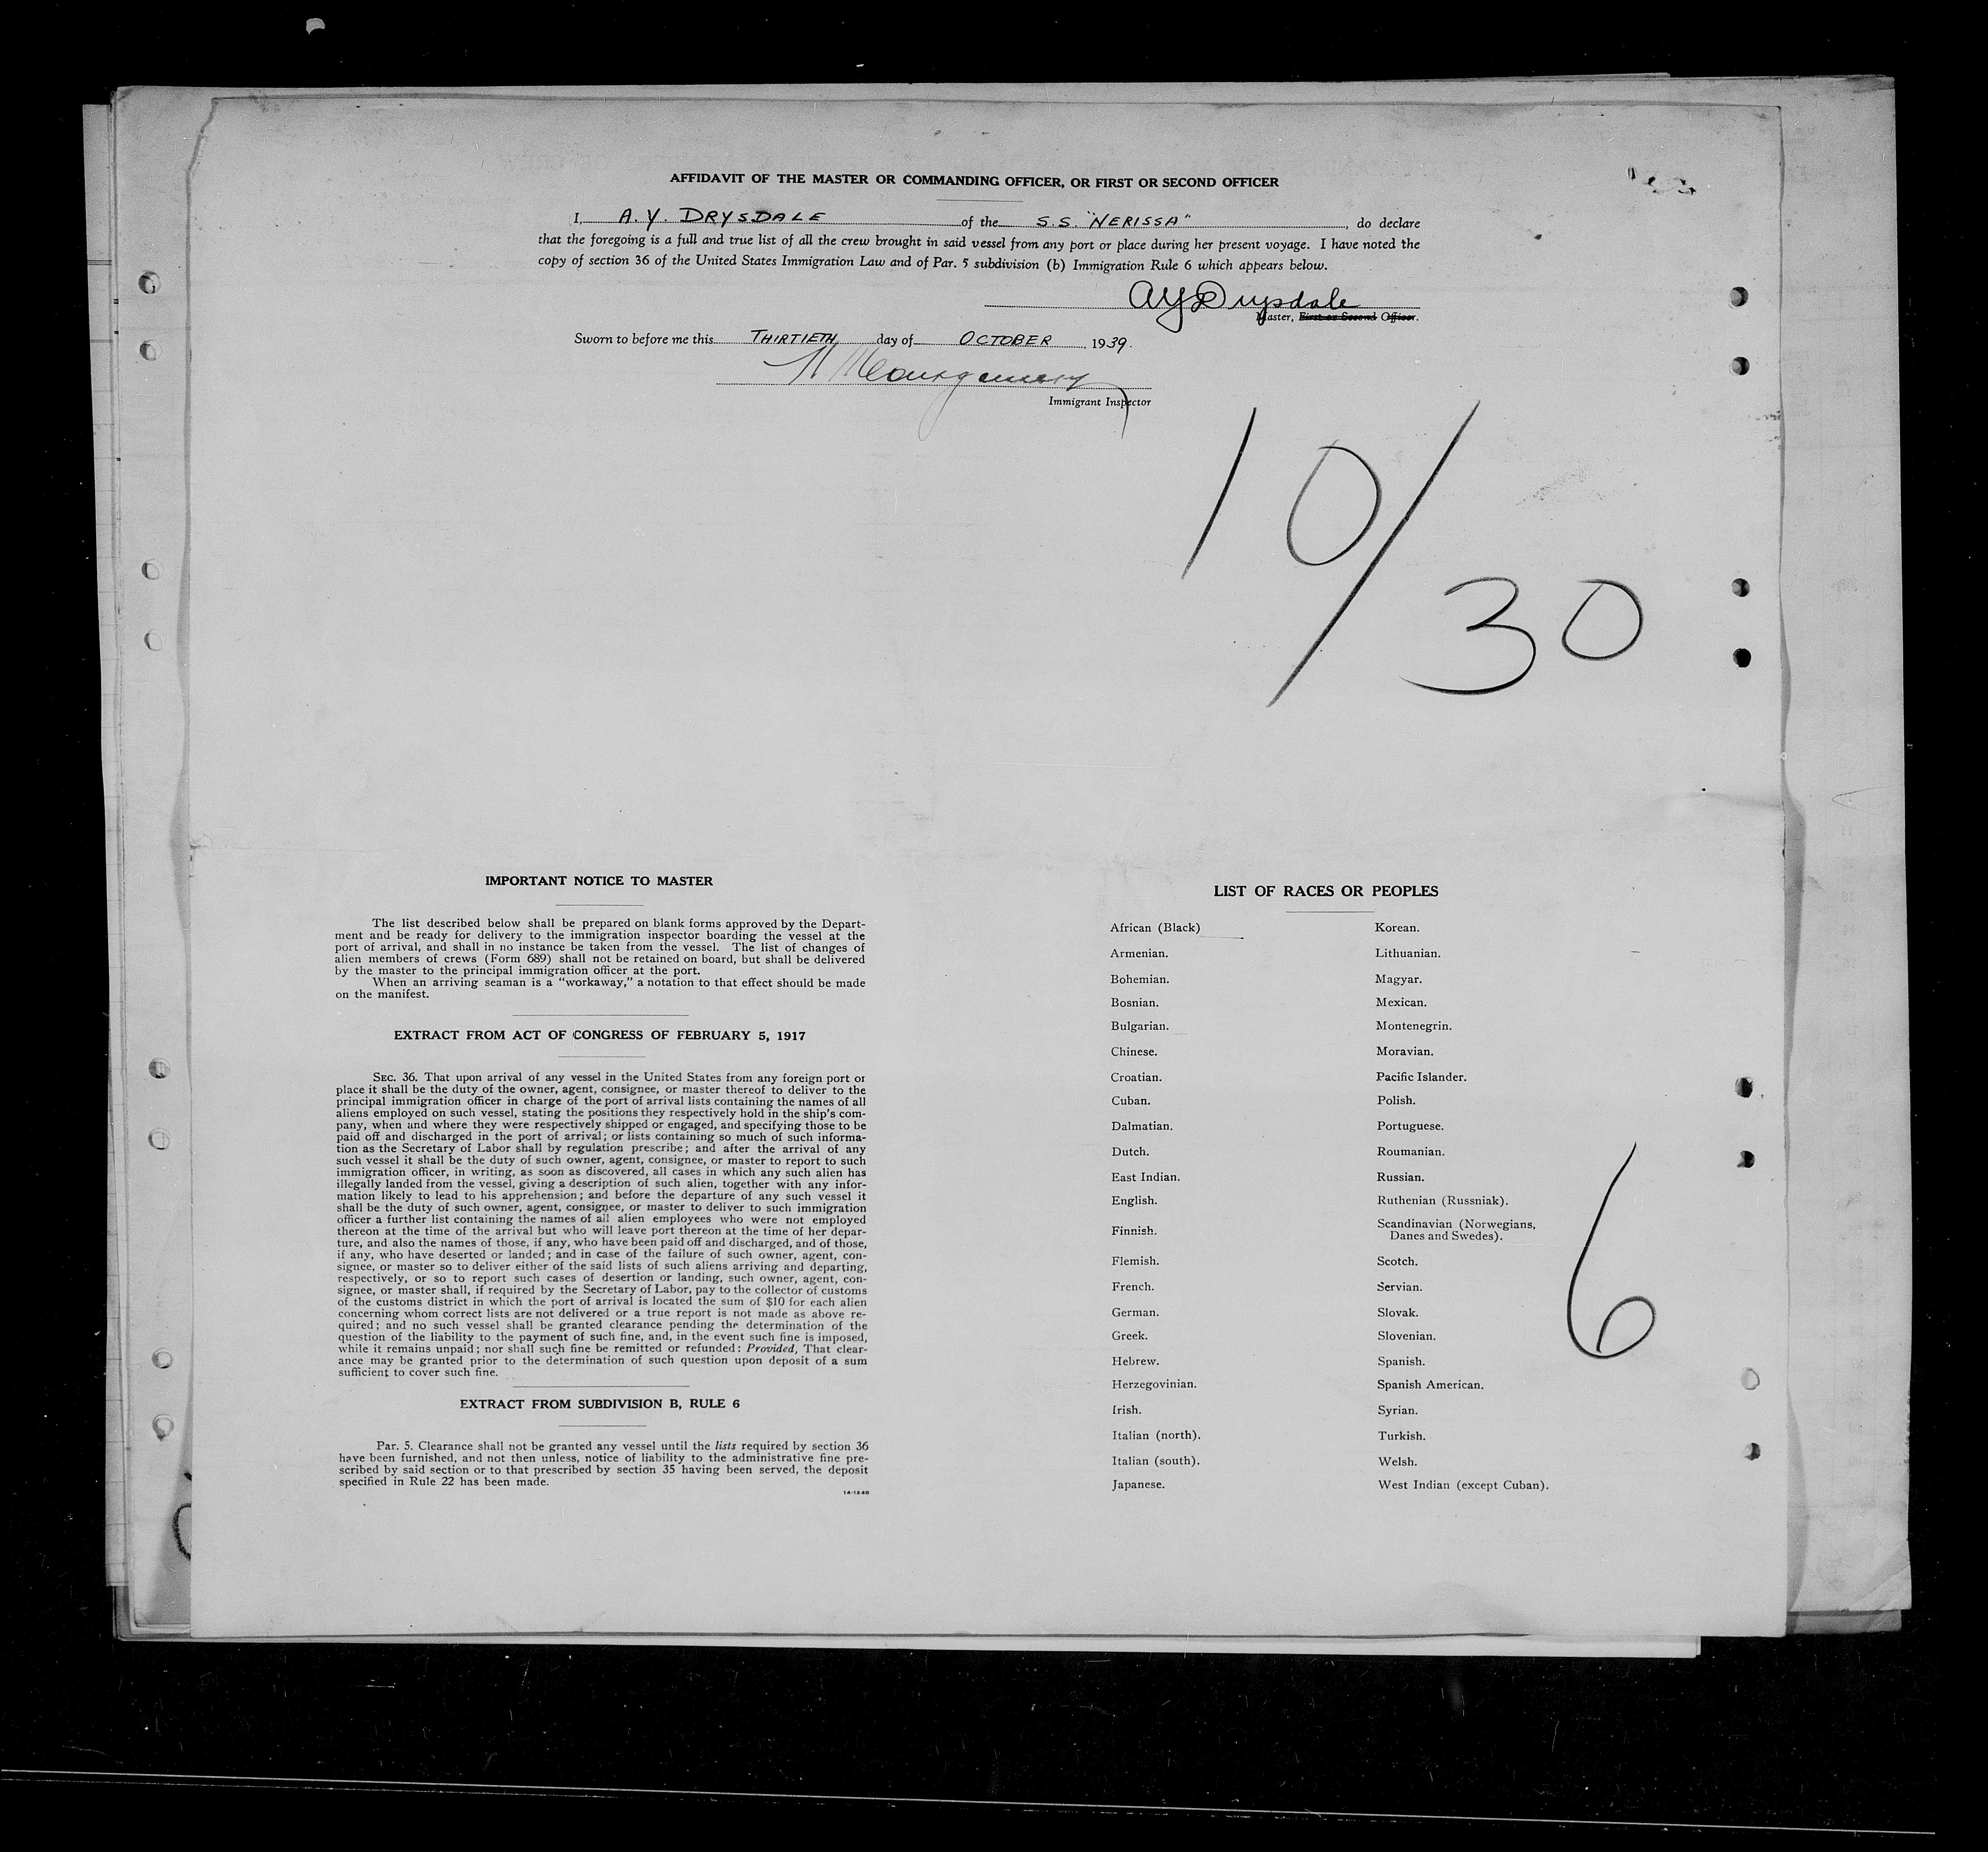 AFFIDAVIT OF THE MASTER OR COMMANDING OFFICER, OR FIRST OR SECOND OFFICER
I, A. Y. DRYSDALE of the S.S. "NERISSA", do declare
that the foregoing is a full and true list of all the crew brought in said vessel from any port or place during her present voyage. I have noted the
copy of section 36 of the United States Immigration Law and of Par. 5 subdivision (b) Immigration Rule 6 which appears below.
AYDrysdale
Master, First or Second Officer.
Sworn to before me this THIRTIETH day of OCTOBER, 1939.
Montgomery
Immigrant Inspector
10/30
IMPORTANT NOTICE TO MASTER
The list described below shall be prepared on blank forms approved by the Depart-
ment and be ready for delivery to the immigration inspector boarding the vessel at the
port of arrival, and shall in no instance be taken from the vessel. The list of changes of
alien members of crews (Form 689) shall not be retained on board, but shall be delivered
by the master to the principal immigration officer at the port.
When an arriving seaman is a "workaway," a notation to that effect should be made
on the manifest.
EXTRACT FROM ACT OF CONGRESS OF FEBRUARY 5, 1917
SEC. 36. That upon arrival of any vessel in the United States from any foreign port or
place it shall be the duty of the owner, agent, consignee, or master thereof to deliver to the
principal immigration officer in charge of the port of arrival lists containing the names of all
aliens employed on such vessel, stating the positions they respectively hold in the ship's com-
pany, when and where they were respectively shipped or engaged, and specifying those to be
paid off and discharged in the port of arrival; or lists containing so much of such informa-
tion as the Secretary of Labor shall by regulation prescribe; and after the arrival of any
such vessel it shall be the duty of such owner, agent, consignee, or master to report to such
immigration officer, in writing, as soon as discovered, all cases in which any such alien has
illegally landed from the vessel, giving a description of such alien, together with any infor-
mation likely to lead to his apprehension; and before the departure of any such vessel it
shall be the duty of such owner, agent, consignee, or master to deliver to such immigration
officer a further list containing the names of all alien employees who were not employed
thereon at the time of the arrival but who will leave port thereon at the time of her depar-
ture, and also the names of those, if any, who have been paid off and discharged, and of those,
if any, who have deserted or landed; and in case of the failure of such owner, agent, con-
signee, or master so to deliver either of the said lists of such aliens arriving and departing,
respectively, or so to report such cases of desertion or landing, such owner, agent, con-
signee, or master shall, if required by the Secretary of Labor, pay to the collector of customs
of the customs district in which the port of arrival is located the sum of $10 for each alien
concerning whom correct lists are not delivered or a true report is not made as above re-
quired; and no such vessel shall be granted clearance pending the determination of the
question of the liability to the payment of such fine, and, in the event such fine is imposed,
while it remains unpaid; nor shall such fine be remitted or refunded: Provided, That clear-
ance may be granted prior to the determination of such question upon deposit of a sum
sufficient to cover such fine.
EXTRACT FROM SUBDIVISION B, RULE 6
Par. 5. Clearance shall not be granted any vessel until the lists required by section 36
have been furnished, and not then unless, notice of liability to the administrative fine pre-
scribed by said section or to that prescribed by section 35 having been served, the deposit
specified in Rule 22 has been made.
14-1840
LIST OF RACES OR PEOPLES
African (Black)
Armenian.
Bohemian.
Bosnian.
Bulgarian.
Chinese.
Croatian.
Cuban.
Dalmatian.
Dutch.
East Indian.
English.
Finnish.
Flemish.
French.
German.
Greek.
Hebrew.
Herzegovinian.
Irish.
Italian (north).
Italian (south).
Japanese.
Korean.
Lithuanian.
Magyar.
Mexican.
Montenegrin.
Moravian.
Pacific Islander.
Polish.
Portuguese.
Roumanian.
Russian.
Ruthenian (Russniak).
Scandinavian (Norwegians,
Danes and Swedes).
Scotch.
Servian.
Slovak.
Slovenian.
Spanish.
Spanish American.
Syrian.
Turkish.
Welsh.
West Indian (except Cuban).
6